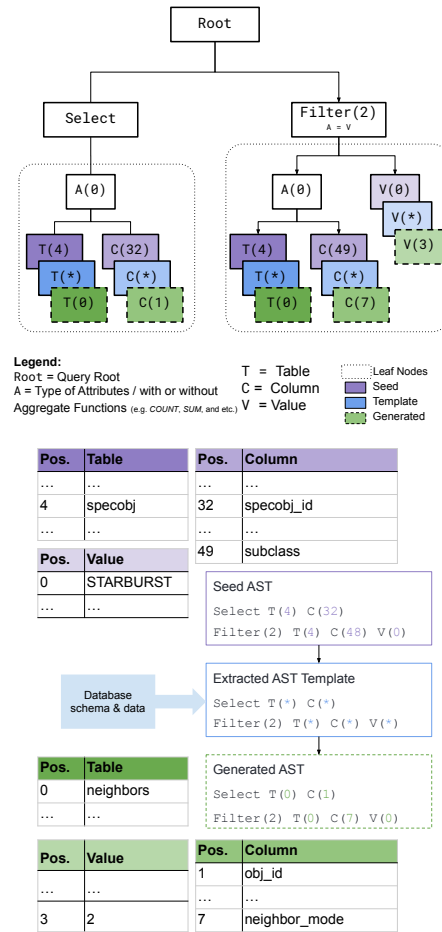 Root
Select
Filter(2)
A = V
A(0)
A(0)
V(0)
V(*)
V(3)
T(4)
C(32)
T(*)
C(*)
T(0)
C(1)
T(4)
C(49)
T(*)
C(*)
T(0)
C(7)
Legend:
Root = Query Root
A = Type of Attributes / with or without
Aggregate Functions (e.g. COUNT, SUM, and etc.)
T = Table
C = Column
V = Value
Leaf Nodes
Seed
Template
Generated
Pos. Table
... ...
4 specobj
... ...
Pos. Column
... ...
32 specobj_id
... ...
49 subclass
Pos. Value
0 STARBURST
... ...
Seed AST
Select T(4) C(32)
Filter(2) T(4) C(48) V(0)
Database
schema & data
Extracted AST Template
Select T(*) C(*)
Filter(2) T(*) C(*) V(*)
Generated AST
Select T(0) C(1)
Filter(2) T(0) C(7) V(0)
Pos. Table
0 neighbors
... ...
Pos. Value
... ...
3 2
Pos. Column
1 obj_id
... ...
7 neighbor_mode